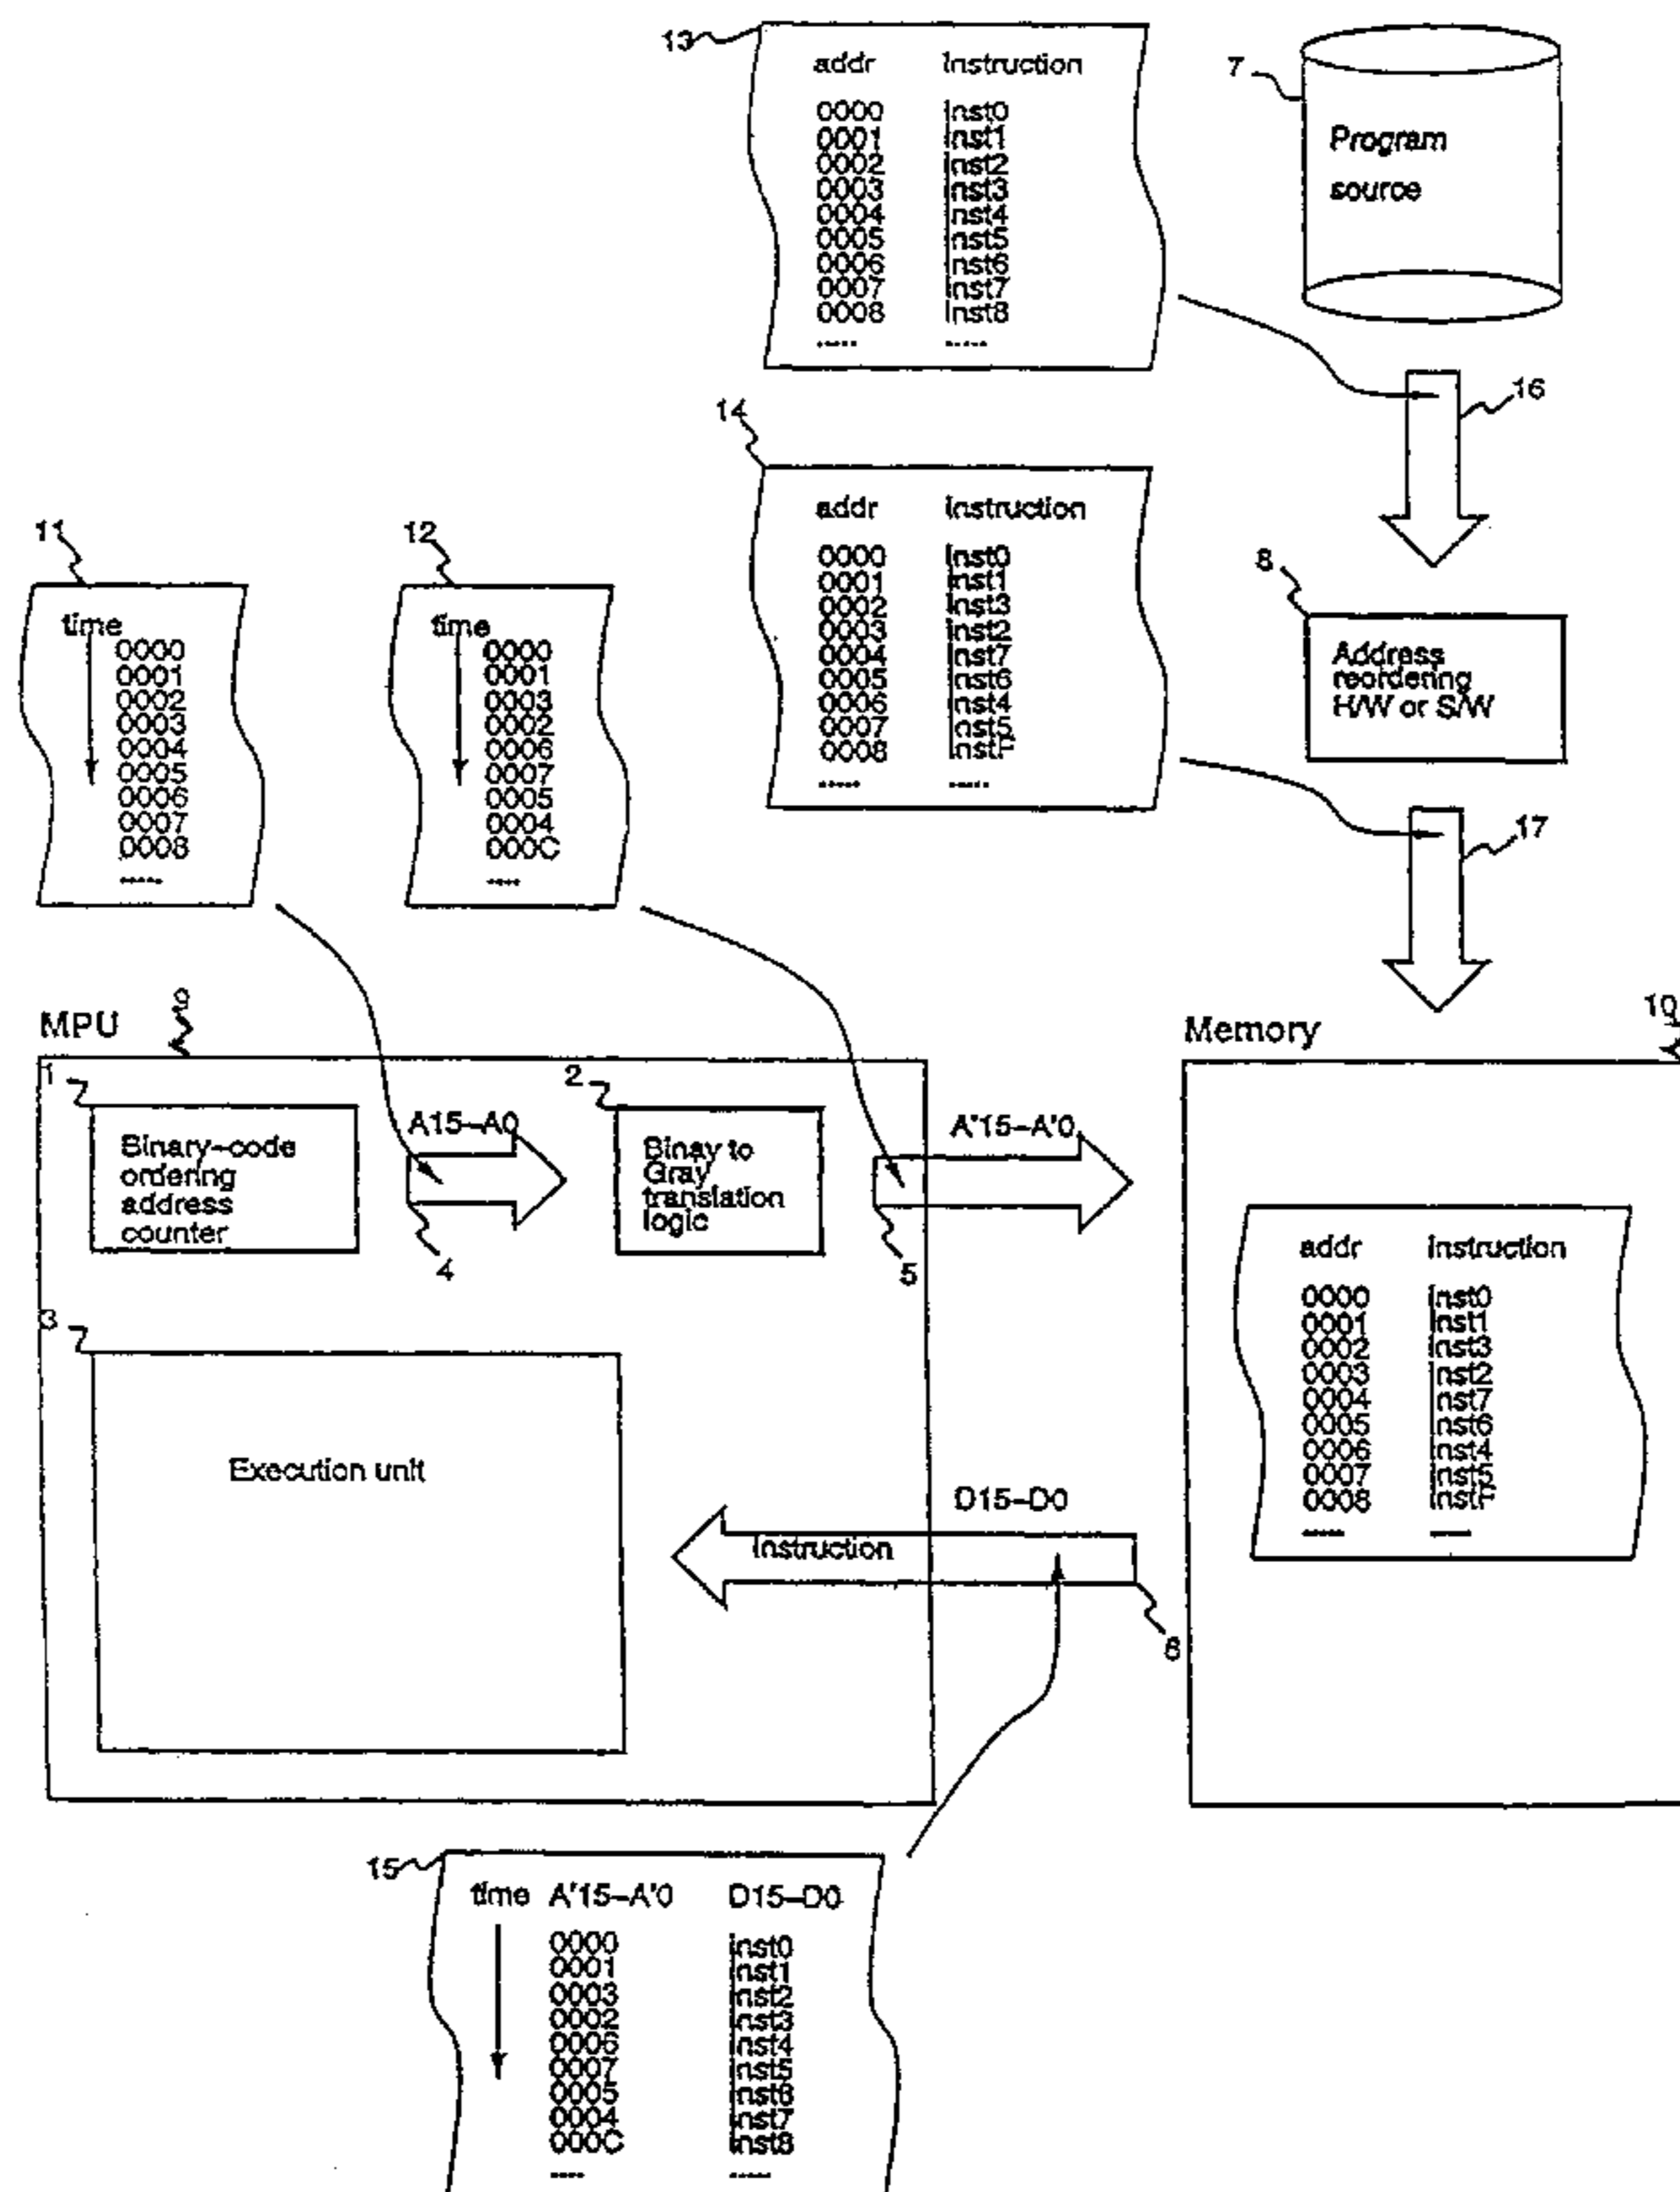 13
addr Instruction
0000 Inst0
0001 Inst1
0002 Inst2
0003 Inst3
0004 Inst4
0005 Inst5
0006 Inst6
0007 Inst7
0008 Inst8
..... .....
7
Program
source
16
14
addr Instruction
0000 Inst0
0001 Inst1
0002 Inst3
0003 Inst2
0004 Inst7
0005 Inst6
0006 Inst4
0007 Inst5
0008 InstF
..... .....
8
Address
reordering
H/W or S/W
17
11
time
0000
0001
0002
0003
0004
0005
0006
0007
0008
.....
12
time
0000
0001
0003
0002
0006
0007
0005
0004
000C
....
MPU
9
1
Binary-code
ordering
address
counter
A15-A0
4
2
Binay to
Gray
translation
logic
A'15-A'0
5
3
Execution unit
D15-D0
Instruction
6
Memory
10
addr Instruction
0000 Inst0
0001 Inst1
0002 Inst3
0003 Inst2
0004 Inst7
0005 Inst6
0006 Inst4
0007 Inst5
0008 InstF
..... .....
15
time A'15-A'0 D15-D0
0000 Inst0
0001 Inst1
0003 Inst2
0002 Inst3
0006 Inst4
0007 Inst5
0005 Inst6
0004 Inst7
000C Inst8
.... .....